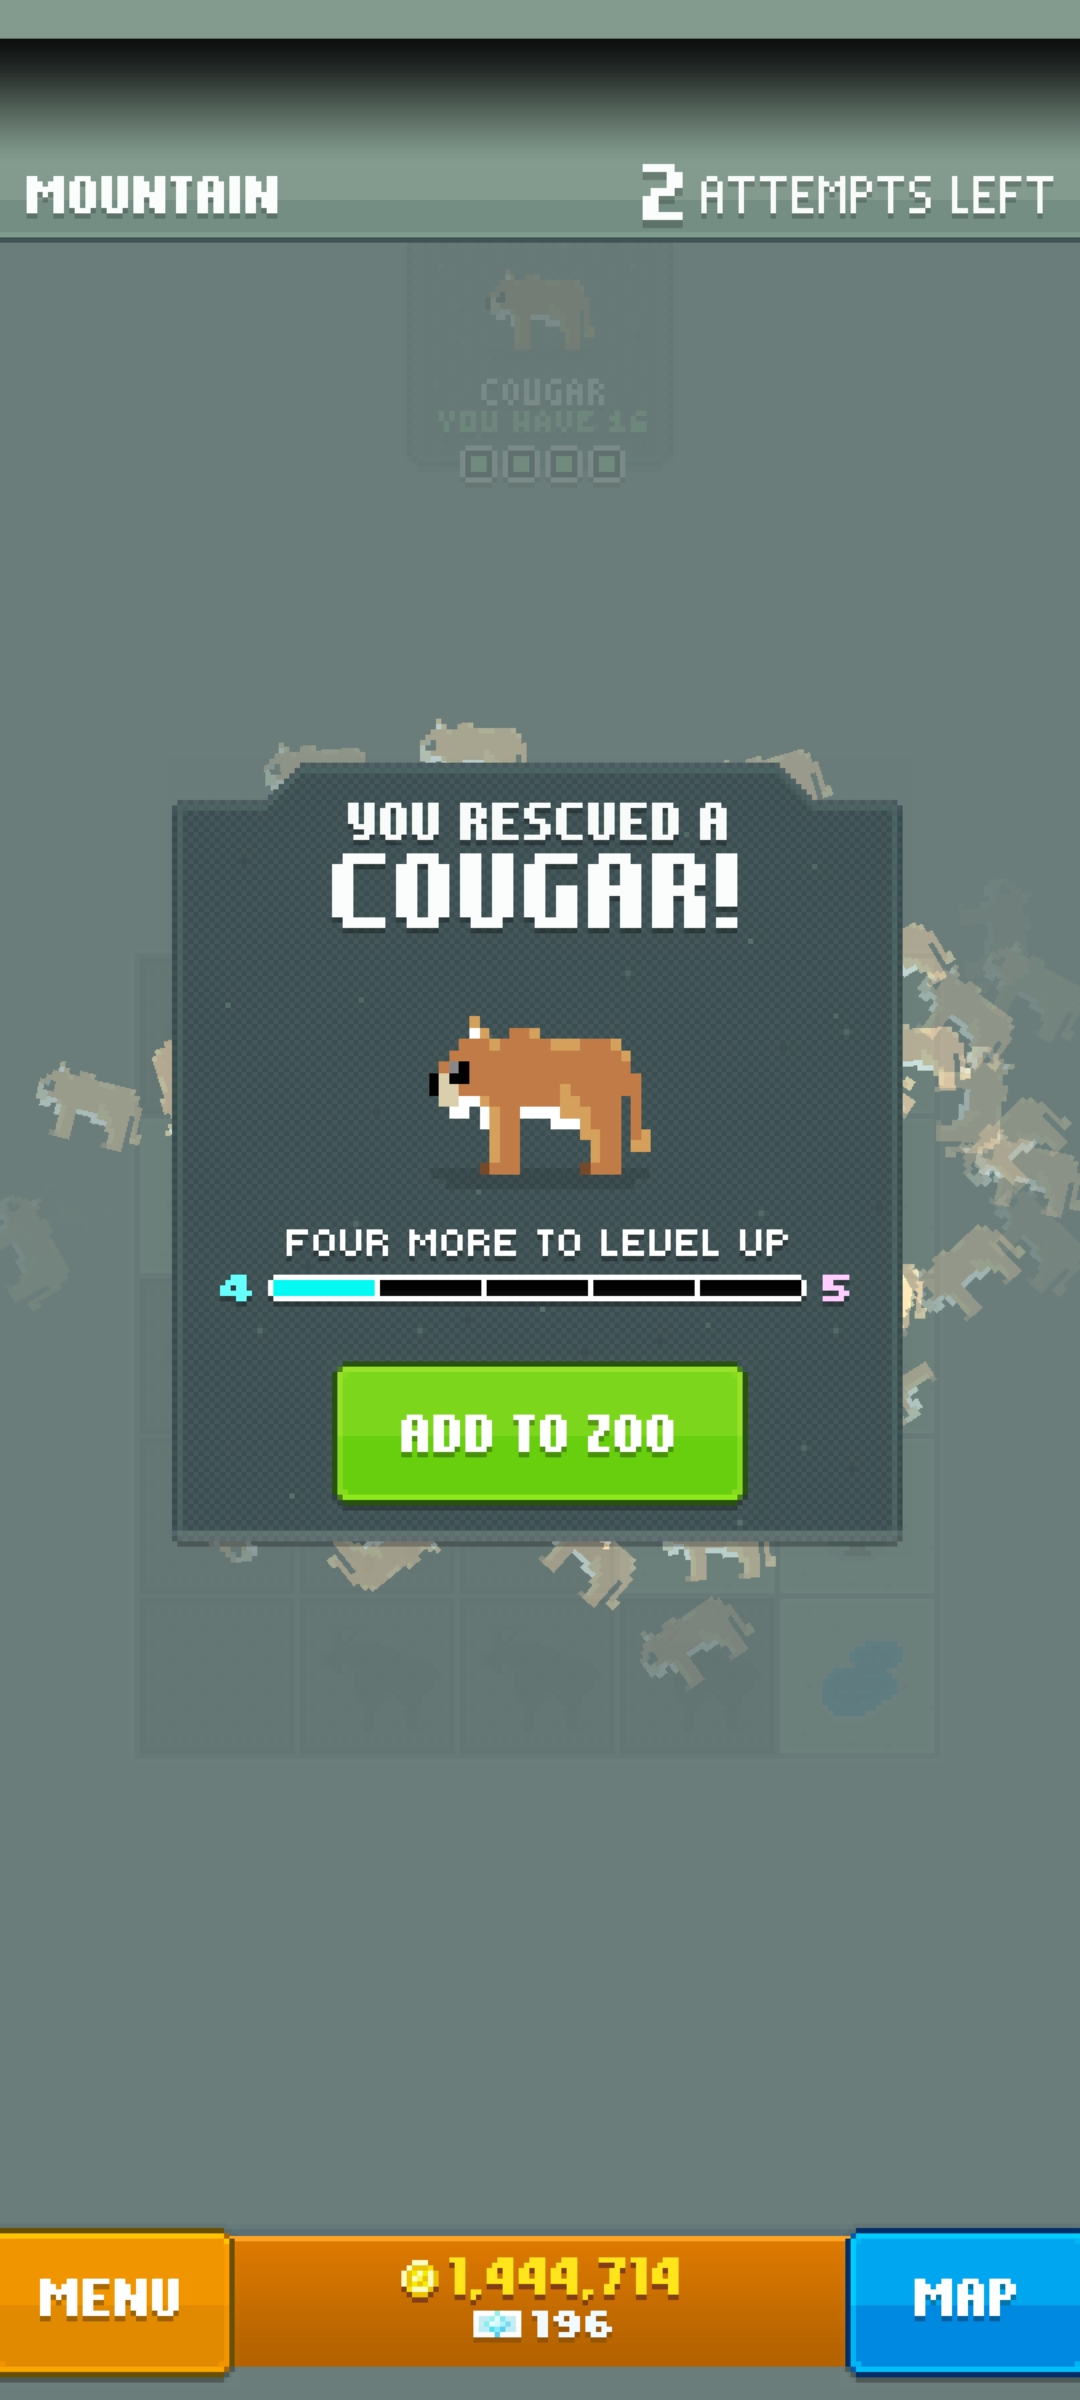 MOUNTAIN
2 ATTEMPTS LEFT
COUGAR
YOU HAVE 16
YOU RESCUED A
COUGAR!
FOUR MORE TO LEVEL UP
4 5
ADD TO ZOO
MENU
1,444,714
196
MAP